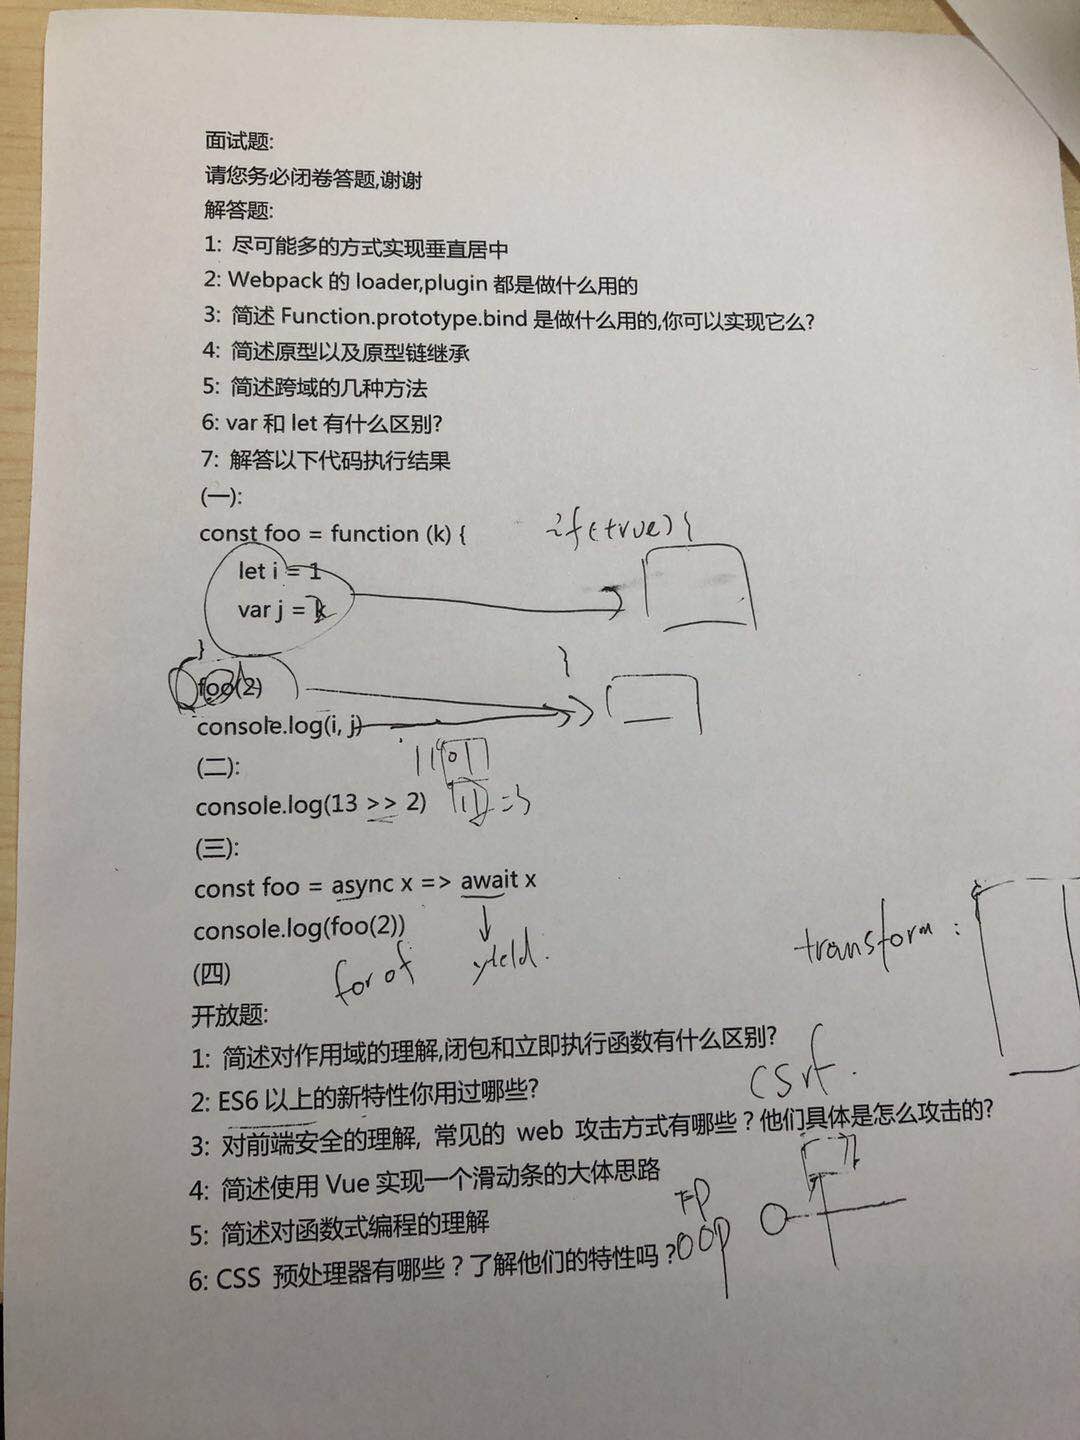 面试题:
请您务必闭卷答题,谢谢
解答题:
1: 尽可能多的方式实现垂直居中
2: Webpack 的 loader,plugin 都是做什么用的
3: 简述 Function.prototype.bind 是做什么用的,你可以实现它么?
4: 简述原型以及原型链继承
5: 简述跨域的几种方法
6: var 和 let 有什么区别?
7: 解答以下代码执行结果
(一):
const foo = function (k) {
if(true){
let i = 1
var j = k
}
}
foo(2)
console.log(i, j)
1101
(二):
console.log(13 >> 2)
11 = 3
(三):
const foo = async x => await x
console.log(foo(2))
transform :
(四)
for of
yield.
开放题:
1: 简述对作用域的理解,闭包和立即执行函数有什么区别?
2: ES6 以上的新特性你用过哪些?
csrf.
3: 对前端安全的理解, 常见的 web 攻击方式有哪些？他们具体是怎么攻击的?
4: 简述使用 Vue 实现一个滑动条的大体思路
FP
5: 简述对函数式编程的理解
OOP
6: CSS 预处理器有哪些？了解他们的特性吗？